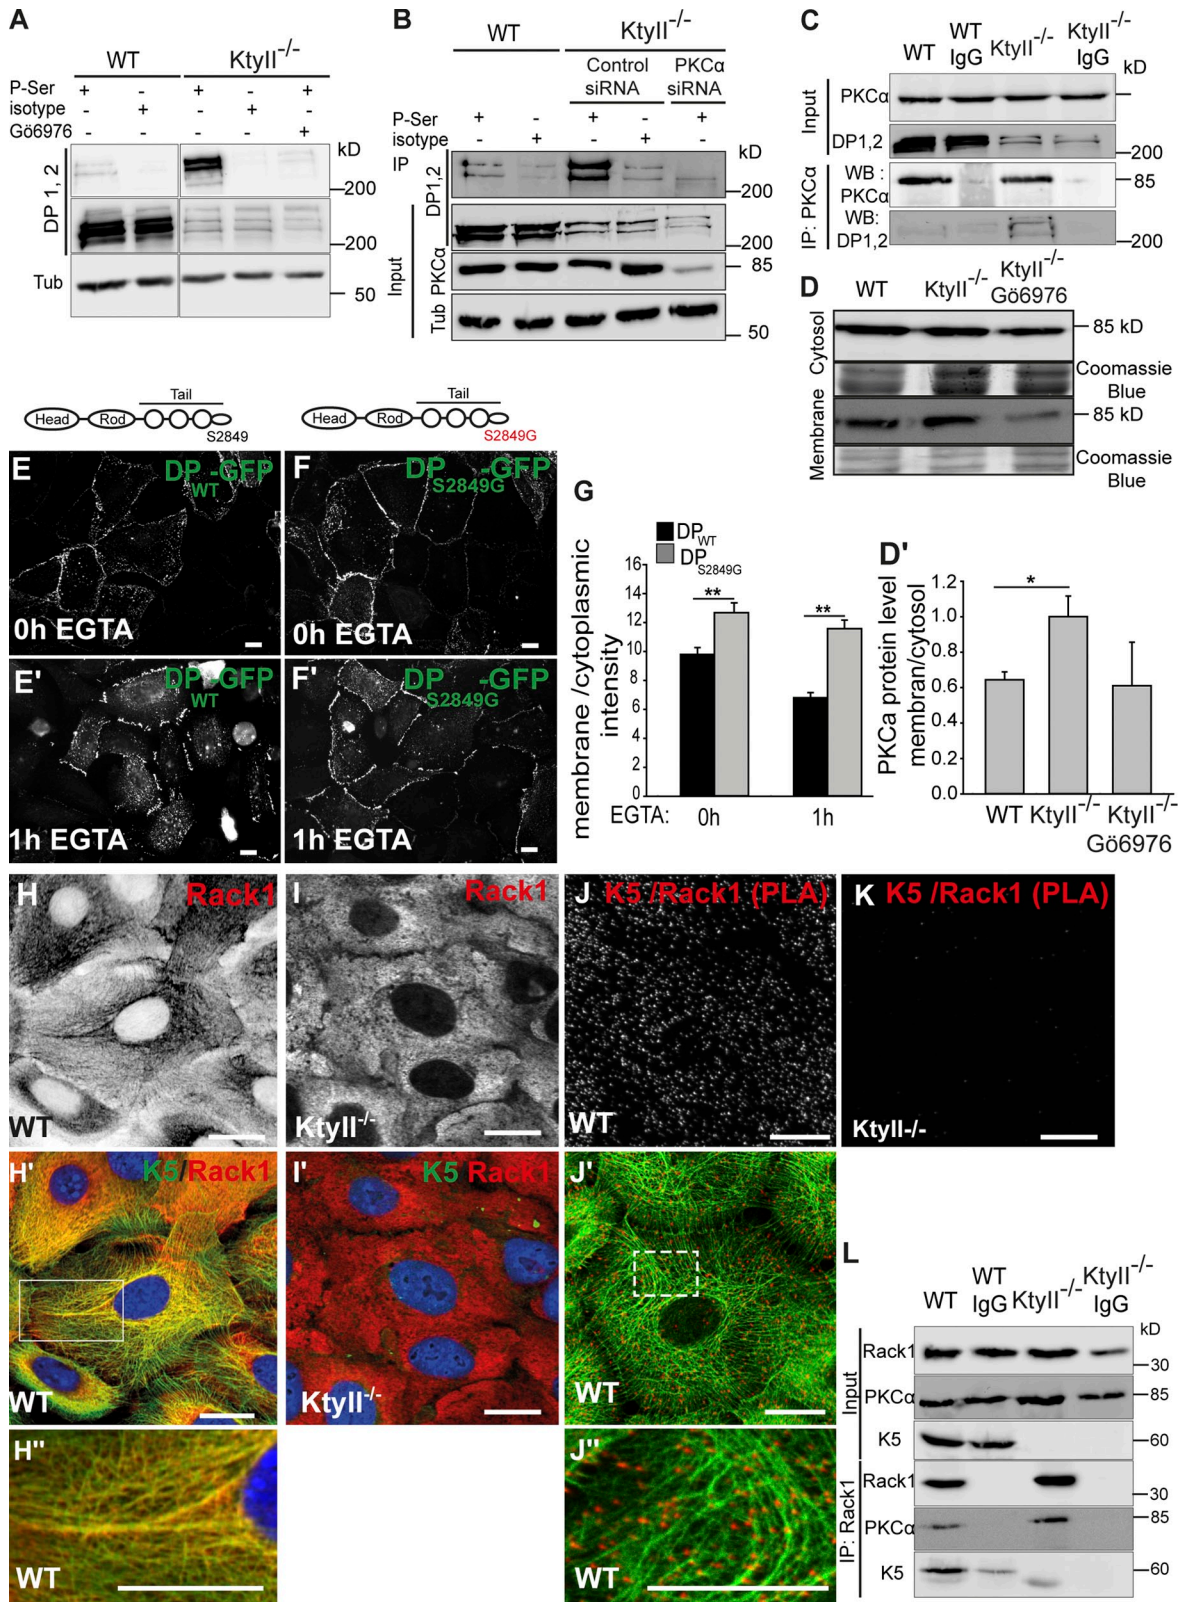 A
WT
KtyII-/-
P-Ser + - + - +
isotype - + - + -
Gö6976 - - - - +
kD
DP 1, 2
200
200
Tub
50
B
WT
KtyII-/-
Control siRNA
PKCα siRNA
P-Ser + - + - +
isotype - + - + -
IP
kD
DP1,2
200
200
Input
PKCα
85
Tub
50
C
WT
WT IgG
KtyII-/-
KtyII-/- IgG
kD
Input
PKCα
DP1,2
200
IP: PKCα
WB : PKCα
85
WB: DP1,2
200
D
WT
KtyII-/-
KtyII-/- Gö6976
Cytosol
85 kD
Coomassie Blue
Membrane
85 kD
Coomassie Blue
Tail
Head
Rod
S2849
Tail
Head
Rod
S2849G
E
DP WT -GFP
0h EGTA
F
DP S2849G -GFP
0h EGTA
E'
DP WT -GFP
1h EGTA
F'
DP S2849G -GFP
1h EGTA
G
DP WT
DP S2849G
membrane /cytoplasmic intensity
16
14
12
10
8
6
4
2
0
**
**
EGTA: 0h 1h
D'
PKCa protein level
membran/cytosol
1.2
1.0
0.8
0.6
0.4
0.2
0.0
*
WT KtyII-/- KtyII-/-
Gö6976
H
Rack1
WT
I
Rack1
KtyII-/-
J
K5 /Rack1 (PLA)
WT
K
K5 /Rack1 (PLA)
KtyII-/-
H'
K5/Rack1
WT
I'
K5 Rack1
KtyII-/-
J'
WT
H''
WT
J''
WT
L
WT
WT IgG
KtyII-/-
KtyII-/- IgG
kD
Input
Rack1
30
PKCα
85
K5
60
IP: Rack1
Rack1
30
PKCα
85
K5
60